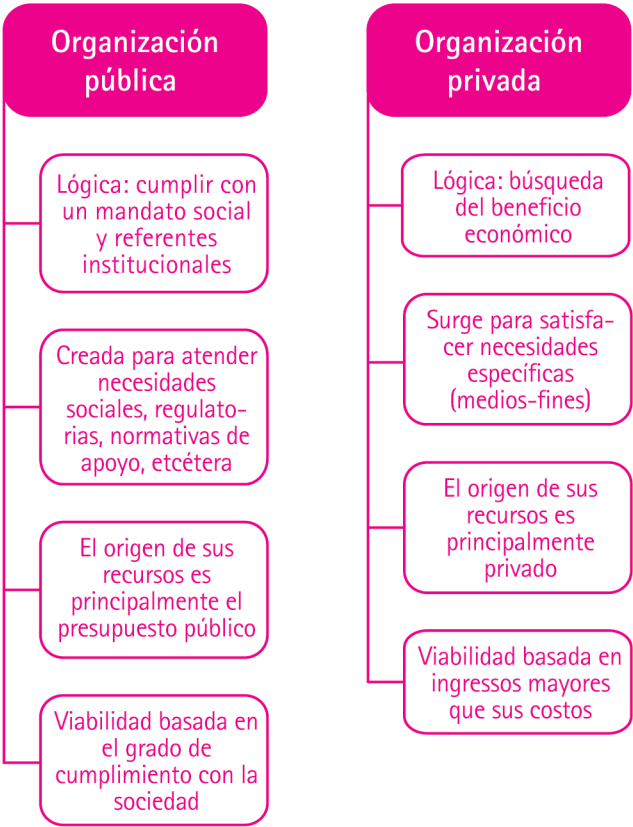 Organización
pública
Lógica: cumplir con
un mandato social
y referentes
institucionales
Creada para atender
necesidades
sociales, regulato-
rias, normativas de
apoyo, etcétera
El origen de sus
recursos es
principalmente el
presupuesto público
Viabilidad basada en
el grado de
cumplimiento con la
sociedad
Organización
privada
Lógica: búsqueda
del beneficio
económico
Surge para satisfa-
cer necesidades
específicas
(medios-fines)
El origen de sus
recursos es
principalmente
privado
Viabilidad basada en
ingressos mayores
que sus costos